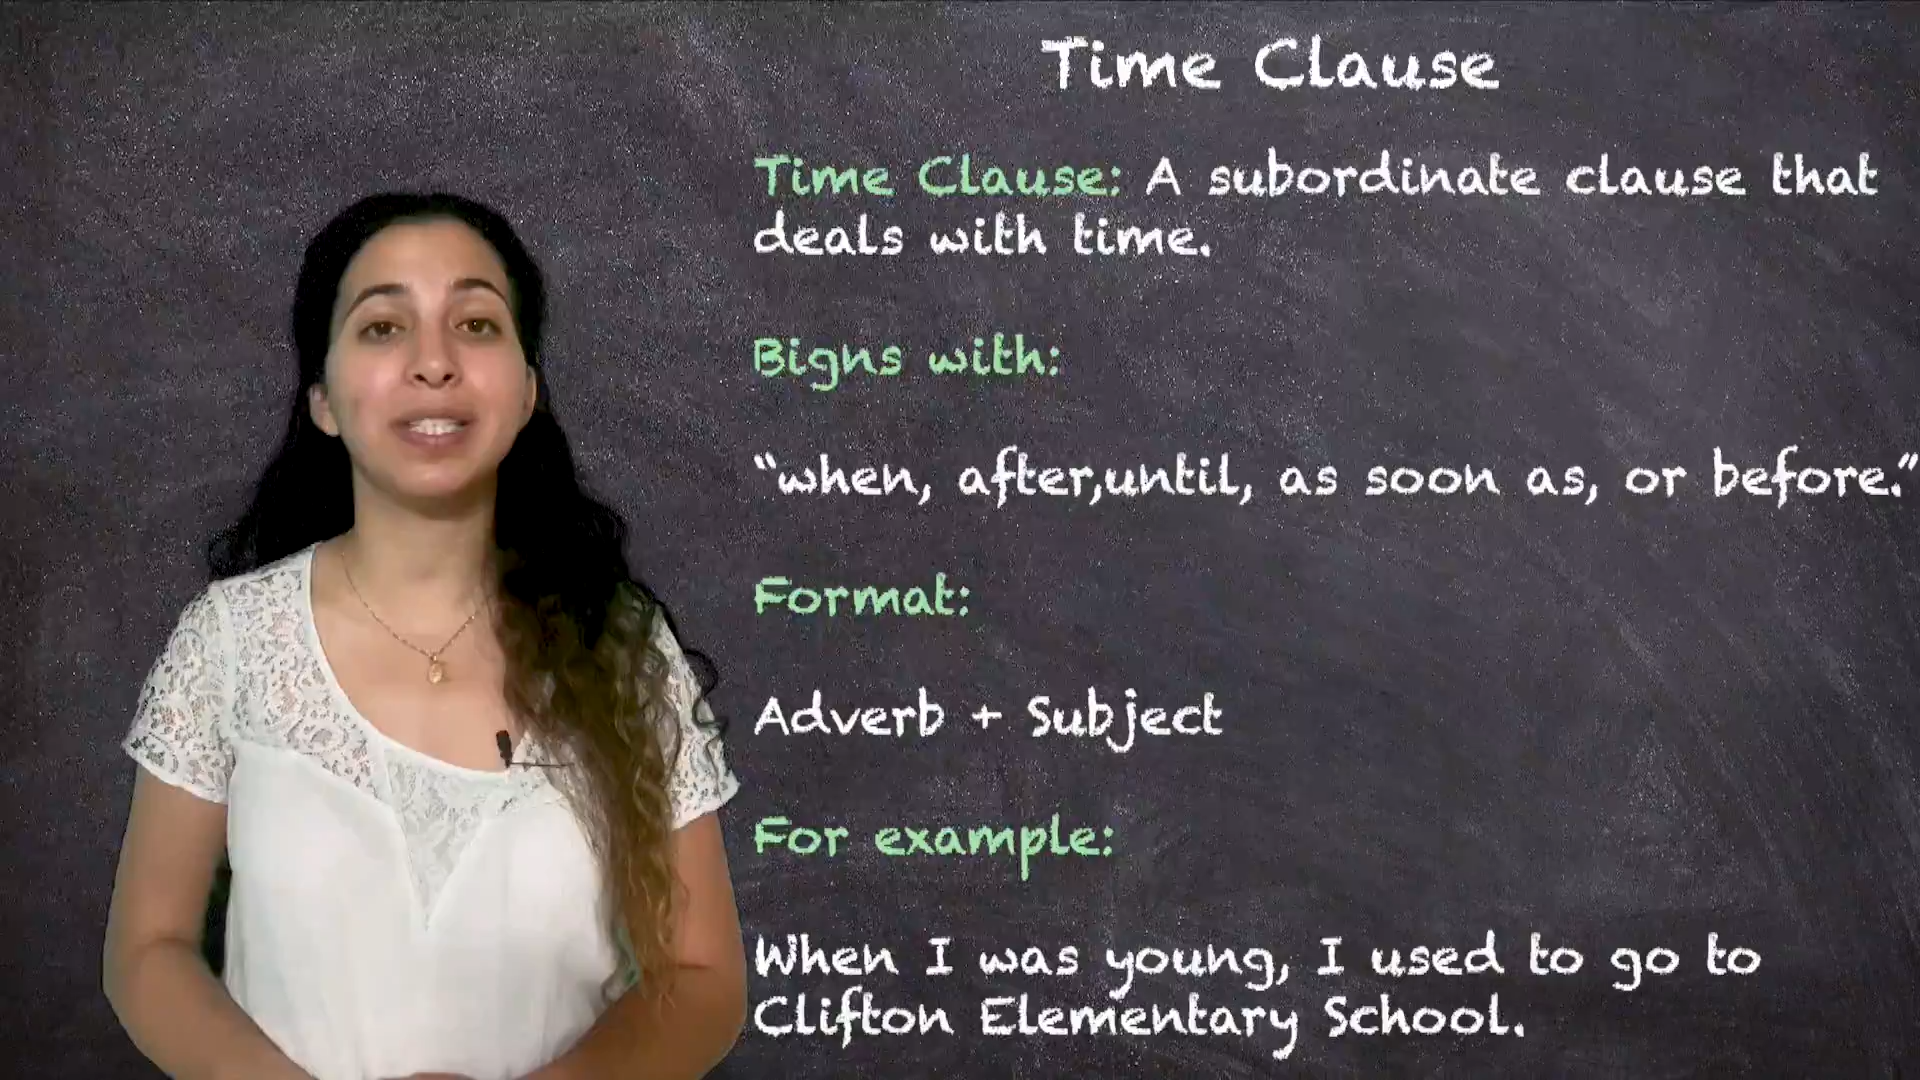 Time Clause
Time Clause: A subordinate clause that
deals with time.
Bigns with:
“when, after,until, as soon as, or before.”
Format:
Adverb + Subject
For example:
When I was young, I used to go to
Clifton Elementary School.